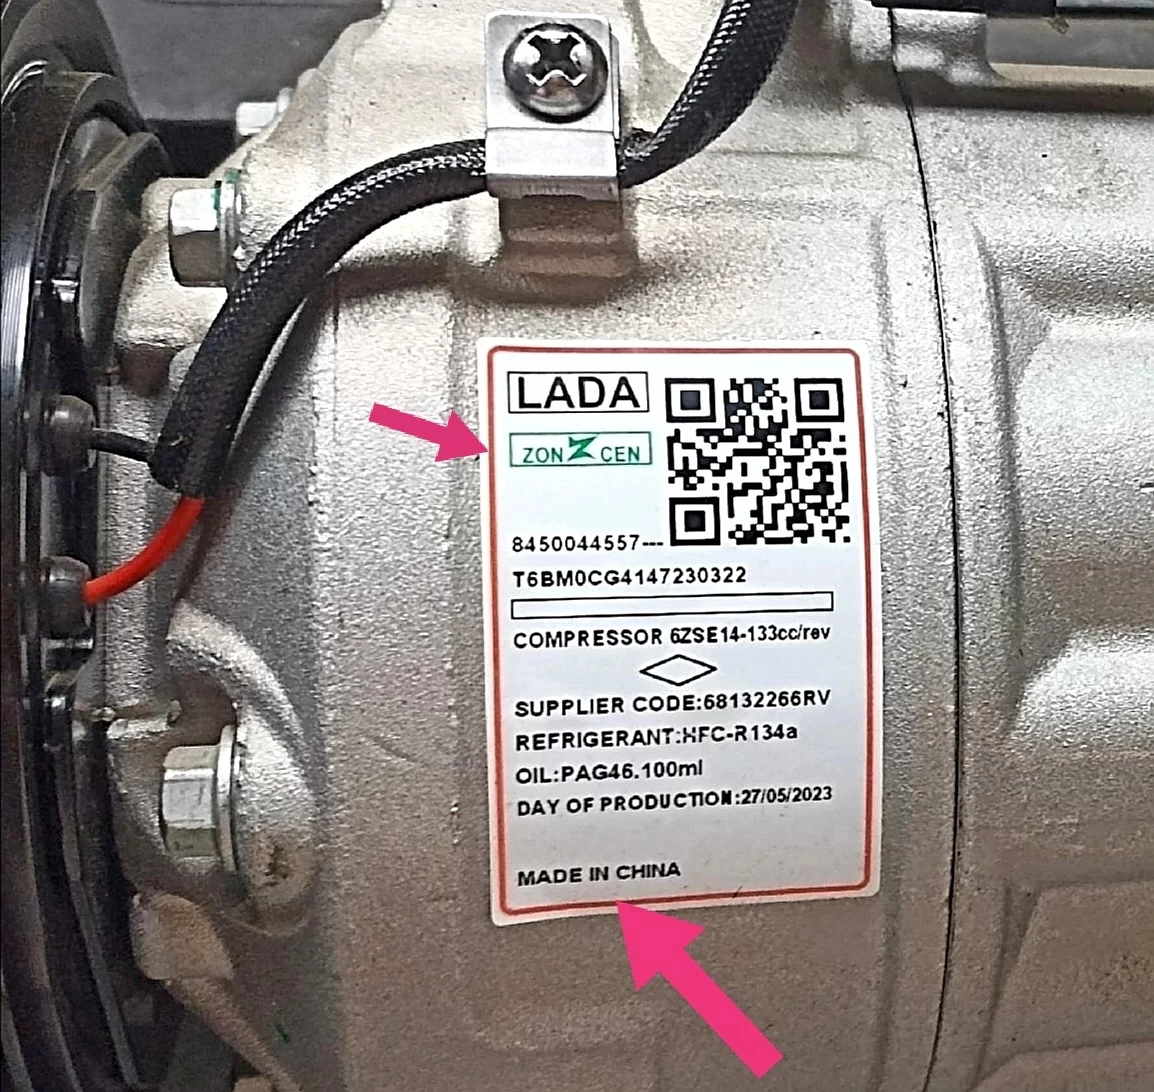 LADA
ZON CEN
8450044557---
T6BM0CG4147230322
COMPRESSOR 6ZSE14-133cc/rev
SUPPLIER CODE:68132266RV
REFRIGERANT:HFC-R134a
OIL:PAG46.100ml
DAY OF PRODUCTION:27/05/2023
MADE IN CHINA